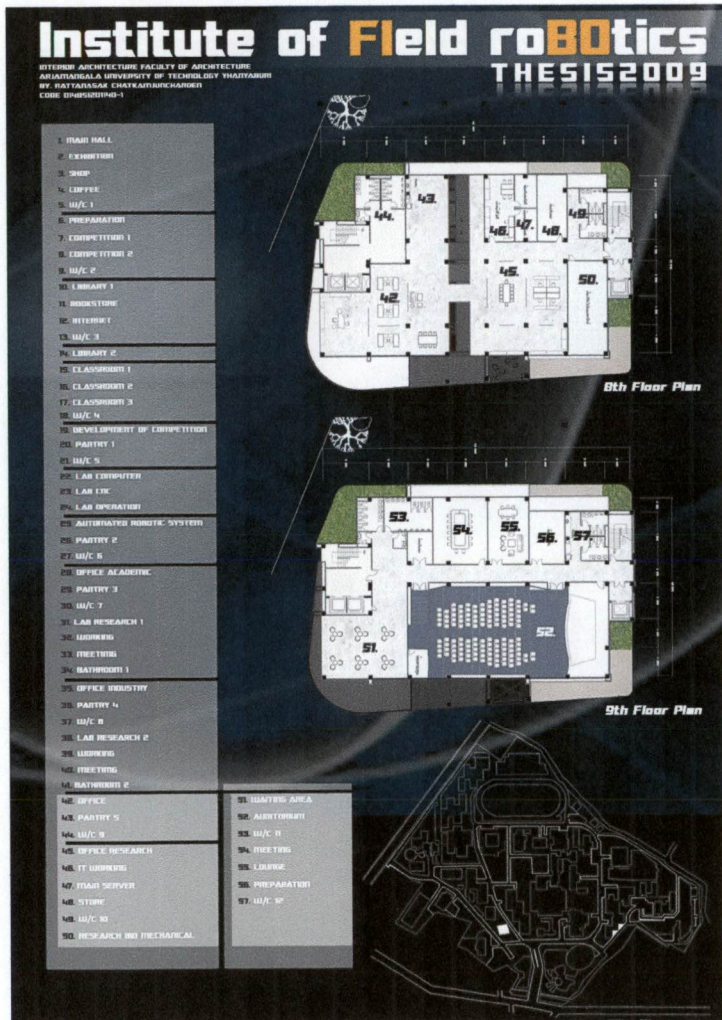 Institute of FIeld roBOtics
THESIS2009
INTERIOR ARCHITECTURE FACULTY OF ARCHITECTURE
ARJAMANGALA UNIVERSITY OF TECHNOLOGY THANYABURI
BY. RATTANASAK CHATKAMJUNCHAROEN
1. MAIN HALL
2. EXHIBITION
3. SHOP
4. COFFEE
5. W/C 1
6. PREPARATION
7. COMPETITION 1
8. COMPETITION 2
9. W/C 2
10. LIBRARY 1
11. BOOKSTORE
12. INTERNET
13. W/C 3
14. LIBRARY 2
15. CLASSROOM 1
16. CLASSROOM 2
17. CLASSROOM 3
18. W/C 4
19. DEVELOPMENT OF COMPETITION
20. PANTRY 1
21. W/C 5
22. LAB COMPUTER
23. LAB CNC
24. LAB OPERATION
25. AUTOMATED ROBOTIC SYSTEM
26. PANTRY 2
27. W/C 6
28. OFFICE ACADEMIC
29. PANTRY 3
30. W/C 7
31. LAB RESEARCH 1
32. WORKING
33. MEETING
34. BATHROOM 1
35. OFFICE INDUSTRY
36. PANTRY 4
37. W/C 8
38. LAB RESEARCH 2
39. WORKING
40. MEETING
41. BATHROOM 2
42. OFFICE
43. PANTRY 5
44. W/C 9
45. OFFICE RESEARCH
46. IT WORKING
47. MAIN SERVER
48. STORE
49. W/C 10
50. RESEARCH BIO MECHANICAL
51. WAITING AREA
52. AUDITORIUM
53. W/C 11
54. MEETING
55. LOUNGE
56. PREPARATION
57. W/C 12
43.
44.
46.
47.
48.
49.
45.
42.
50.
8th Floor Plan
53.
54.
55.
56.
57.
51.
52.
9th Floor Plan